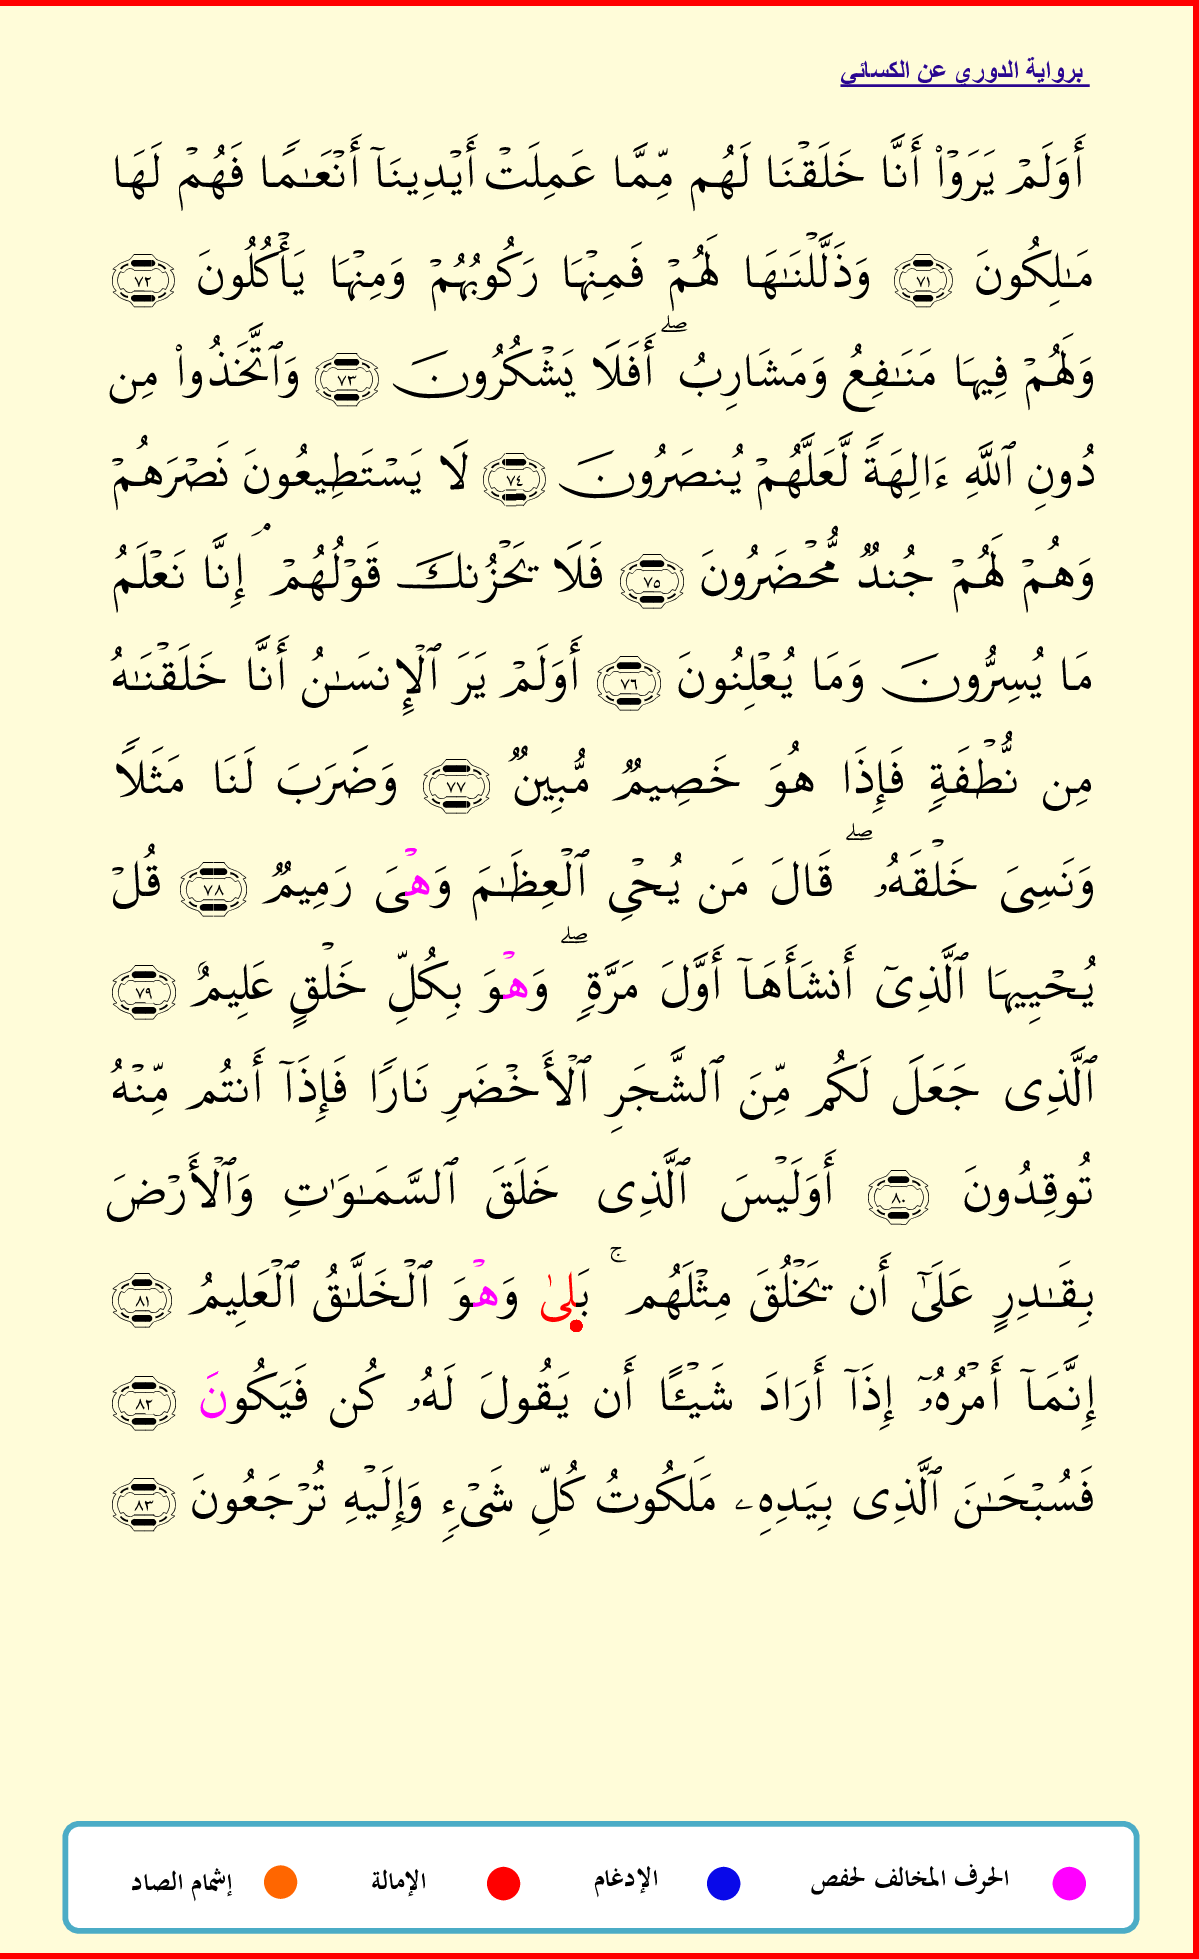 برواية الدوري عن الكسائي
أَوَلَمۡ يَرَوۡاْ أَنَّا خَلَقۡنَا لَهُم مِّمَّا عَمِلَتۡ أَيۡدِينَآ أَنۡعَٰمٗا فَهُمۡ لَهَا
مَٰلِكُونَ ٧١ وَذَلَّلۡنَٰهَا لَهُمۡ فَمِنۡهَا رَكُوبُهُمۡ وَمِنۡهَا يَأۡكُلُونَ ٧٢
وَلَهُمۡ فِيهَا مَنَٰفِعُ وَمَشَارِبُۖ أَفَلَا يَشۡكُرُونَ ٧٣ وَٱتَّخَذُواْ مِن
دُونِ ٱللَّهِ ءَالِهَةٗ لَّعَلَّهُمۡ يُنصَرُونَ ٧٤ لَا يَسۡتَطِيعُونَ نَصۡرَهُمۡ
وَهُمۡ لَهُمۡ جُندٞ مُّحۡضَرُونَ ٧٥ فَلَا يَحۡزُنكَ قَوۡلُهُمۡۘ إِنَّا نَعۡلَمُ
مَا يُسِرُّونَ وَمَا يُعۡلِنُونَ ٧٦ أَوَلَمۡ يَرَ ٱلۡإِنسَٰنُ أَنَّا خَلَقۡنَٰهُ
مِن نُّطۡفَةٖ فَإِذَا هُوَ خَصِيمٞ مُّبِينٞ ٧٧ وَضَرَبَ لَنَا مَثَلٗا
وَنَسِيَ خَلۡقَهُۥۖ قَالَ مَن يُحۡيِ ٱلۡعِظَٰمَ وَهۡيَ رَمِيمٞ ٧٨ قُلۡ
يُحۡيِيهَا ٱلَّذِيٓ أَنشَأَهَآ أَوَّلَ مَرَّةٖۖ وَهۡوَ بِكُلِّ خَلۡقٍ عَلِيمٌ ٧٩
ٱلَّذِي جَعَلَ لَكُم مِّنَ ٱلشَّجَرِ ٱلۡأَخۡضَرِ نَارٗا فَإِذَآ أَنتُم مِّنۡهُ
تُوقِدُونَ ٨٠ أَوَلَيۡسَ ٱلَّذِي خَلَقَ ٱلسَّمَٰوَٰتِ وَٱلۡأَرۡضَ
بِقَٰدِرٍ عَلَىٰٓ أَن يَخۡلُقَ مِثۡلَهُمۚ بَلىٰ وَهۡوَ ٱلۡخَلَّٰقُ ٱلۡعَلِيمُ ٨١
إِنَّمَآ أَمۡرُهُۥٓ إِذَآ أَرَادَ شَيۡـًٔا أَن يَقُولَ لَهُۥ كُن فَيَكُونَ ٨٢
فَسُبۡحَٰنَ ٱلَّذِي بِيَدِهِۦ مَلَكُوتُ كُلِّ شَيۡءٖ وَإِلَيۡهِ تُرۡجَعُونَ ٨٣
الحرف المخالف لحفص الإدغام الإمالة إشمام الصاد